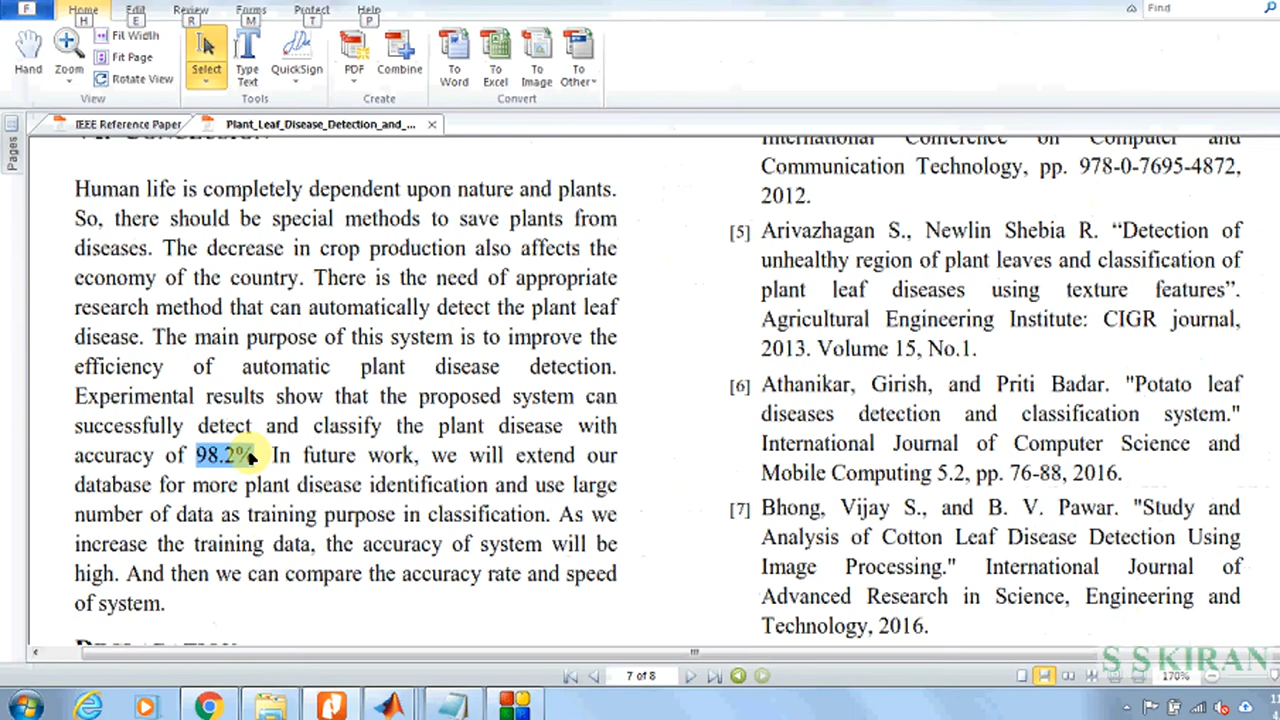 F
Home
Edit
Review
Forms
Protect
Help
H
E
R
M
T
P
Find
Hand
Zoom
Fit Width
Fit Page
Rotate View
Select
Type
Text
QuickSign
PDF
Combine
To
Word
To
Excel
To
Image
To
Other
View
Tools
Create
Convert
IEEE Reference Paper
Plant_Leaf_Disease_Detection_and_...
Pages
Human life is completely dependent upon nature and plants.
So, there should be special methods to save plants from
diseases. The decrease in crop production also affects the
economy of the country. There is the need of appropriate
research method that can automatically detect the plant leaf
disease. The main purpose of this system is to improve the
efficiency of automatic plant disease detection.
Experimental results show that the proposed system can
successfully detect and classify the plant disease with
accuracy of 98.2%. In future work, we will extend our
database for more plant disease identification and use large
number of data as training purpose in classification. As we
increase the training data, the accuracy of system will be
high. And then we can compare the accuracy rate and speed
of system.
International Conference on Computer and
Communication Technology, pp. 978-0-7695-4872,
2012.
[5] Arivazhagan S., Newlin Shebia R. “Detection of
unhealthy region of plant leaves and classification of
plant leaf diseases using texture features”.
Agricultural Engineering Institute: CIGR journal,
2013. Volume 15, No.1.
[6] Athanikar, Girish, and Priti Badar. "Potato leaf
diseases detection and classification system."
International Journal of Computer Science and
Mobile Computing 5.2, pp. 76-88, 2016.
[7] Bhong, Vijay S., and B. V. Pawar. "Study and
Analysis of Cotton Leaf Disease Detection Using
Image Processing." International Journal of
Advanced Research in Science, Engineering and
Technology, 2016.
7 of 8
170%
S SKIRAN